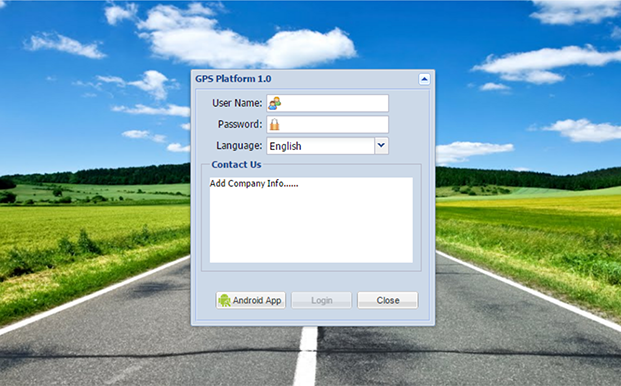 GPS Platform 1.0
User Name:
Password:
Language: English
Contact Us
Add Company Info......
Android App Login Close